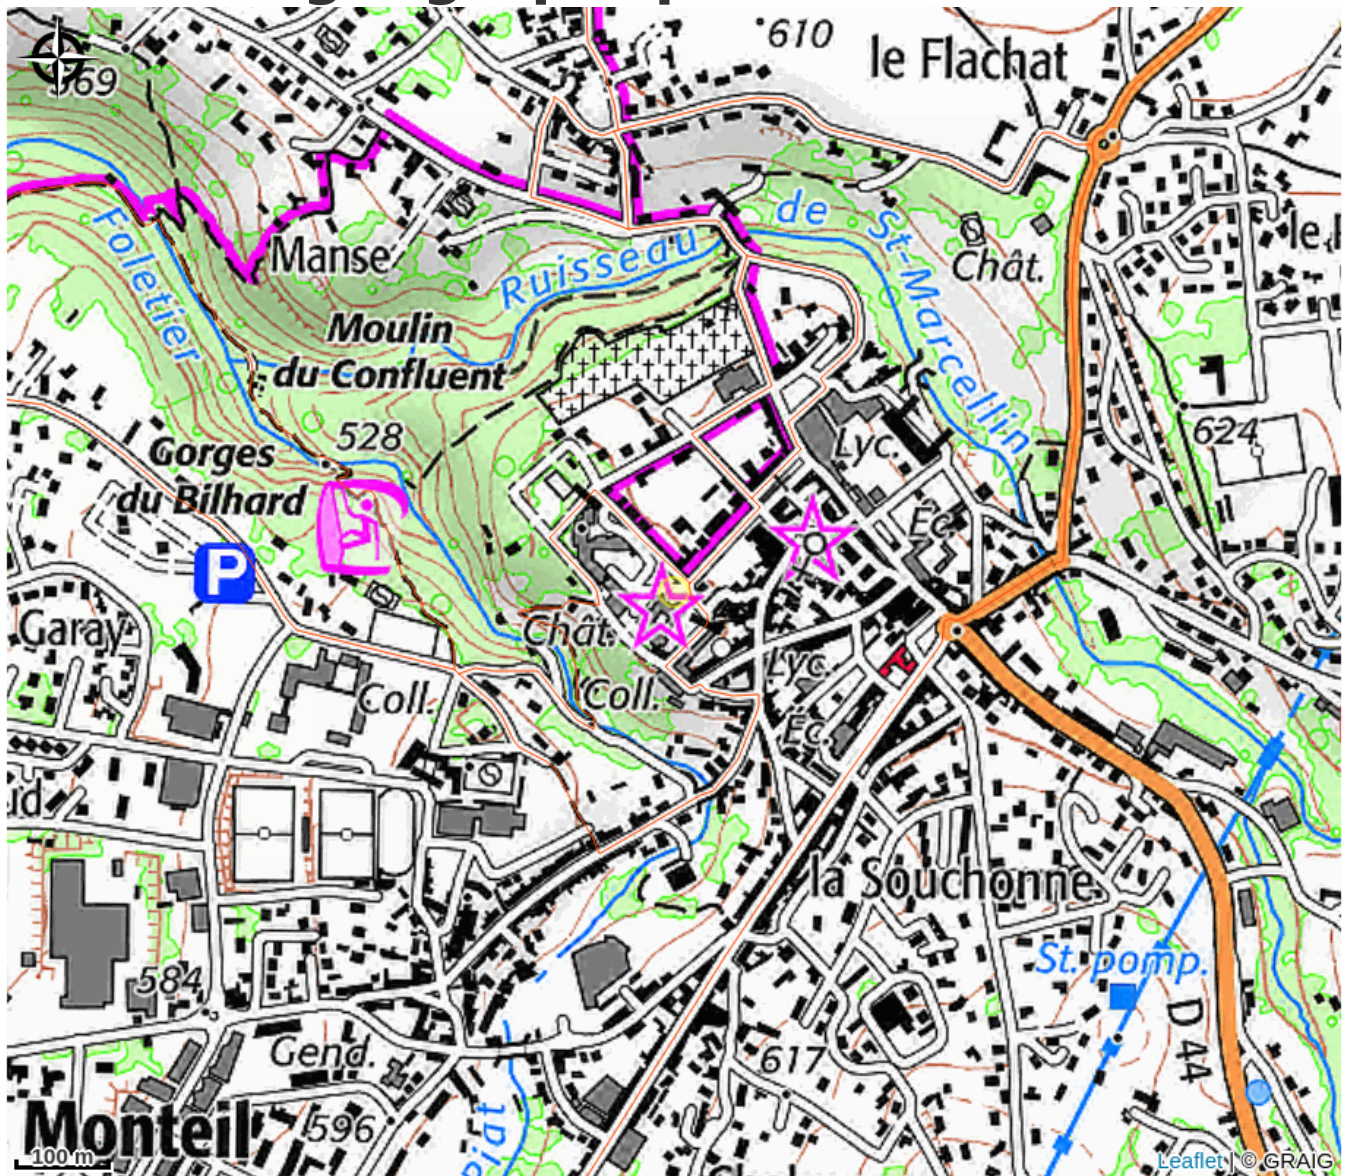 610
le Flachat
569
de
St-Marcellin
Foletier
Manse
Ruisseau
Chât.
Moulin
du Confluent
528
Gorges
du Bilhard
Lyc.
624
Éc.
P
Garay
Chât.
Coll.
Coll.
Lyc.
Éc.
la Souchonne
St. pomp.
584
D 44
Gend.
617
Monteil
596
100 m
Leaflet | © GRAIG